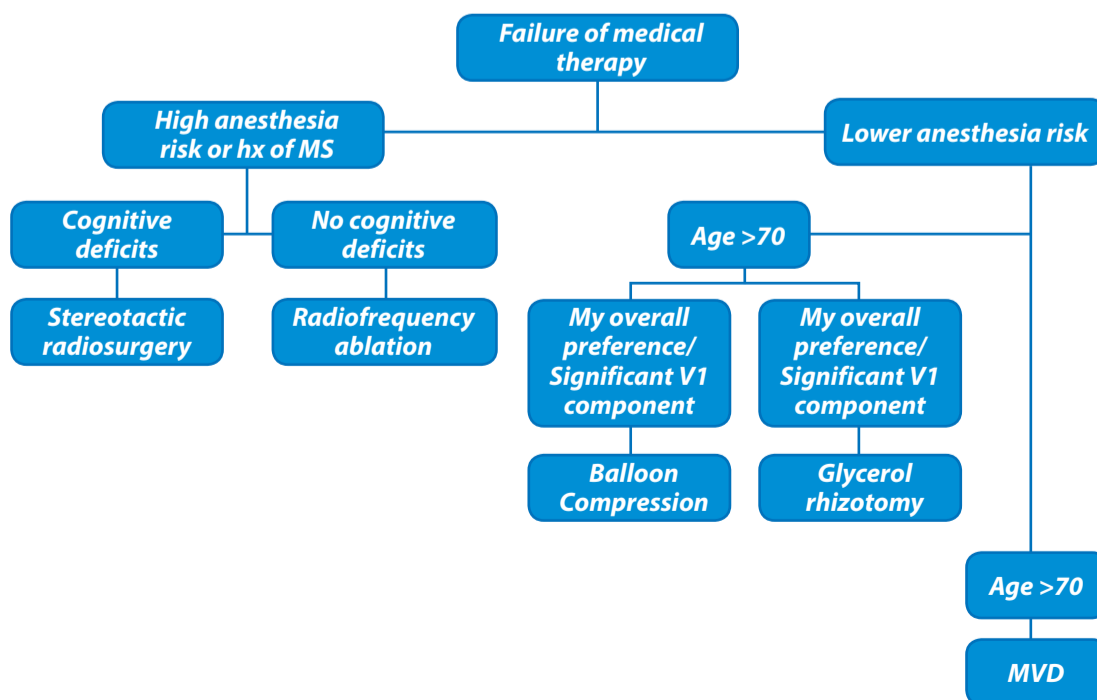 Failure of medical
therapy
High anesthesia
risk or hx of MS
Lower anesthesia risk
Cognitive
deficits
No cognitive
deficits
Age >70
Stereotactic
radiosurgery
Radiofrequency
ablation
My overall
preference/
Significant V1
component
My overall
preference/
Significant V1
component
Balloon
Compression
Glycerol
rhizotomy
Age >70
MVD